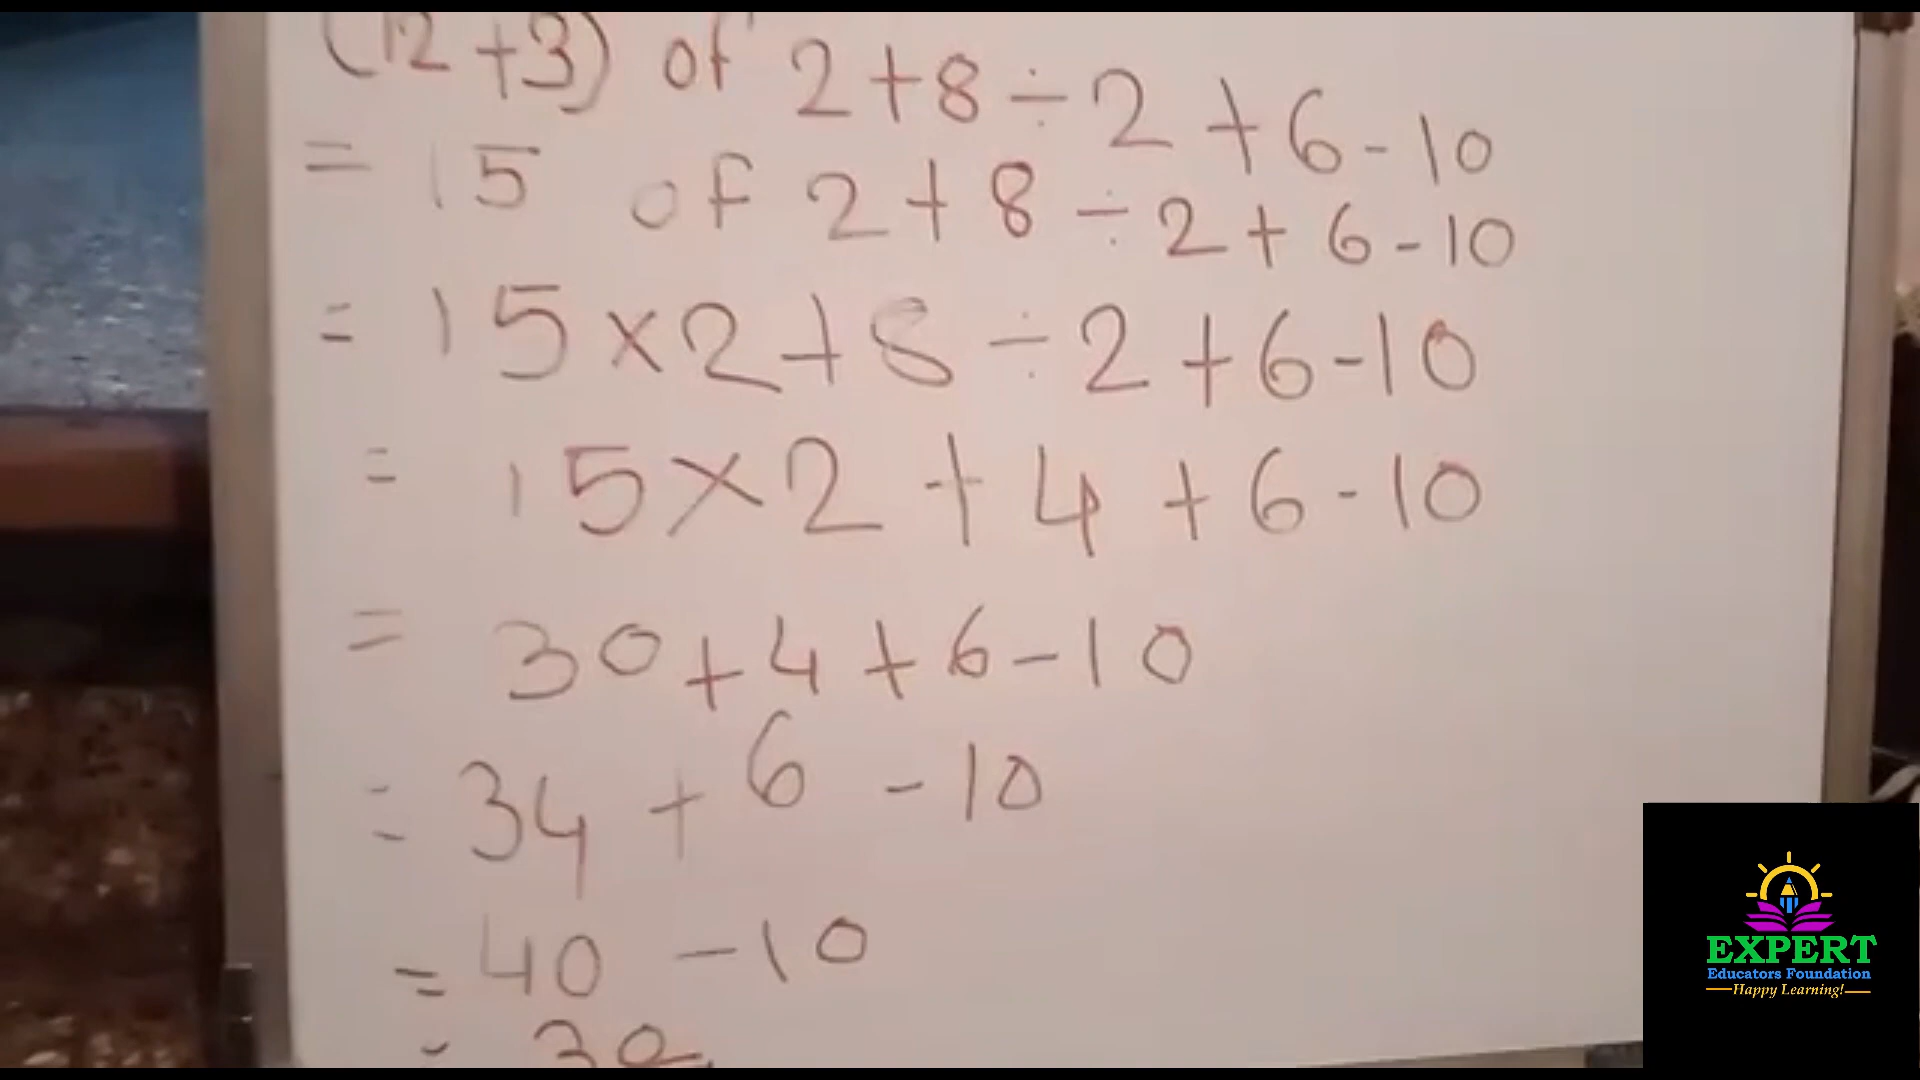 (12+3) of 2+8÷2+6-10
= 15 of 2+8÷2+6-10
= 15×2+8÷2+6-10
= 15×2+4+6-10
= 30+4+6-10
= 34+6-10
= 40-10
= 30
EXPERT
Educators Foundation
Happy Learning!